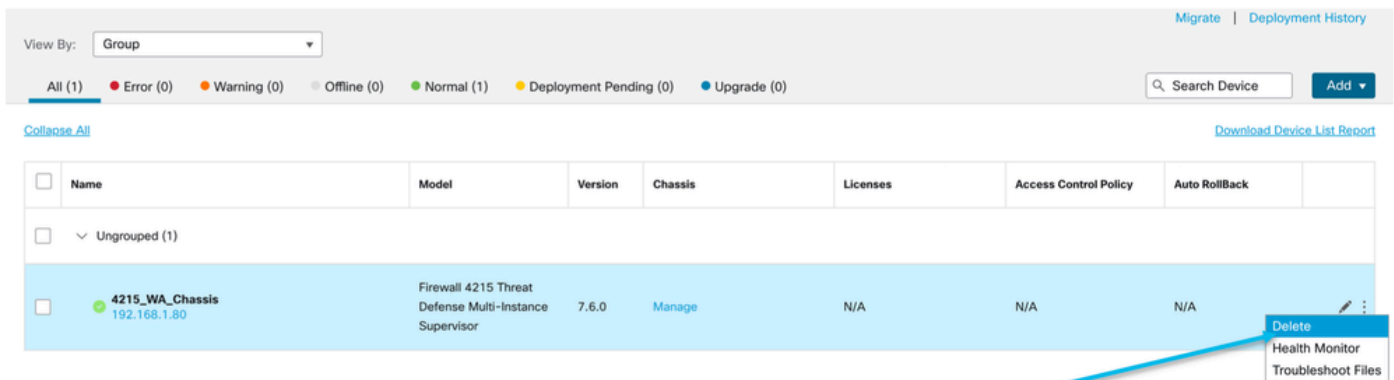 Migrate | Deployment History
View By: Group
All (1) Error (0) Warning (0) Offline (0) Normal (1) Deployment Pending (0) Upgrade (0) Search Device Add
Collapse All Download Device List Report
Name Model Version Chassis Licenses Access Control Policy Auto RollBack
Ungrouped (1)
4215_WA_Chassis
192.168.1.80
Firewall 4215 Threat
Defense Multi-Instance
Supervisor
7.6.0 Manage N/A N/A N/A
Delete
Health Monitor
Troubleshoot Files